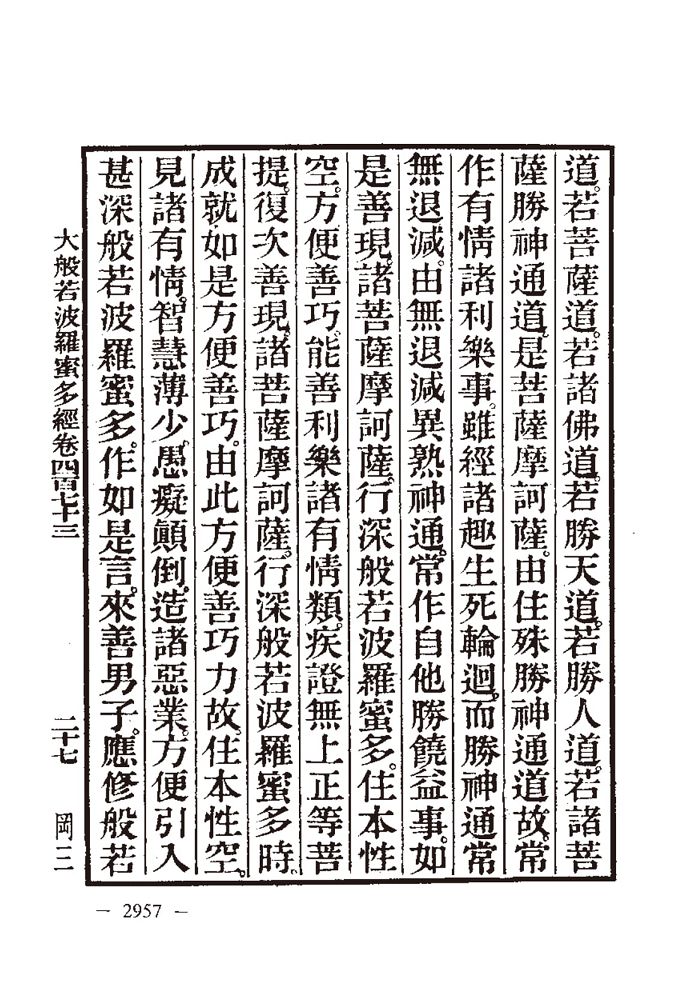 道。若菩薩道。若諸佛道。若勝天道。若勝人道。若諸菩
薩勝神通道。是菩薩摩訶薩。由住殊勝神通道故。常
作有情諸利樂事。雖經諸趣生死輪迴。而勝神通常
無退減。由無退減異熟神通。常作自他勝饒益事。如
是善現。諸菩薩摩訶薩。行深般若波羅蜜多。住本性
空。方便善巧。能善利樂諸有情類。疾證無上正等菩
提。復次善現。諸菩薩摩訶薩。行深般若波羅蜜多時。
成就如是方便善巧。由此方便善巧力故。住本性空。
見諸有情。智慧薄少。愚癡顛倒。造諸惡業。方便引入
甚深般若波羅蜜多。作如是言。來善男子。應修般若
大般若波羅蜜多經卷四百七十三 二十七 岡三
— 2957 —